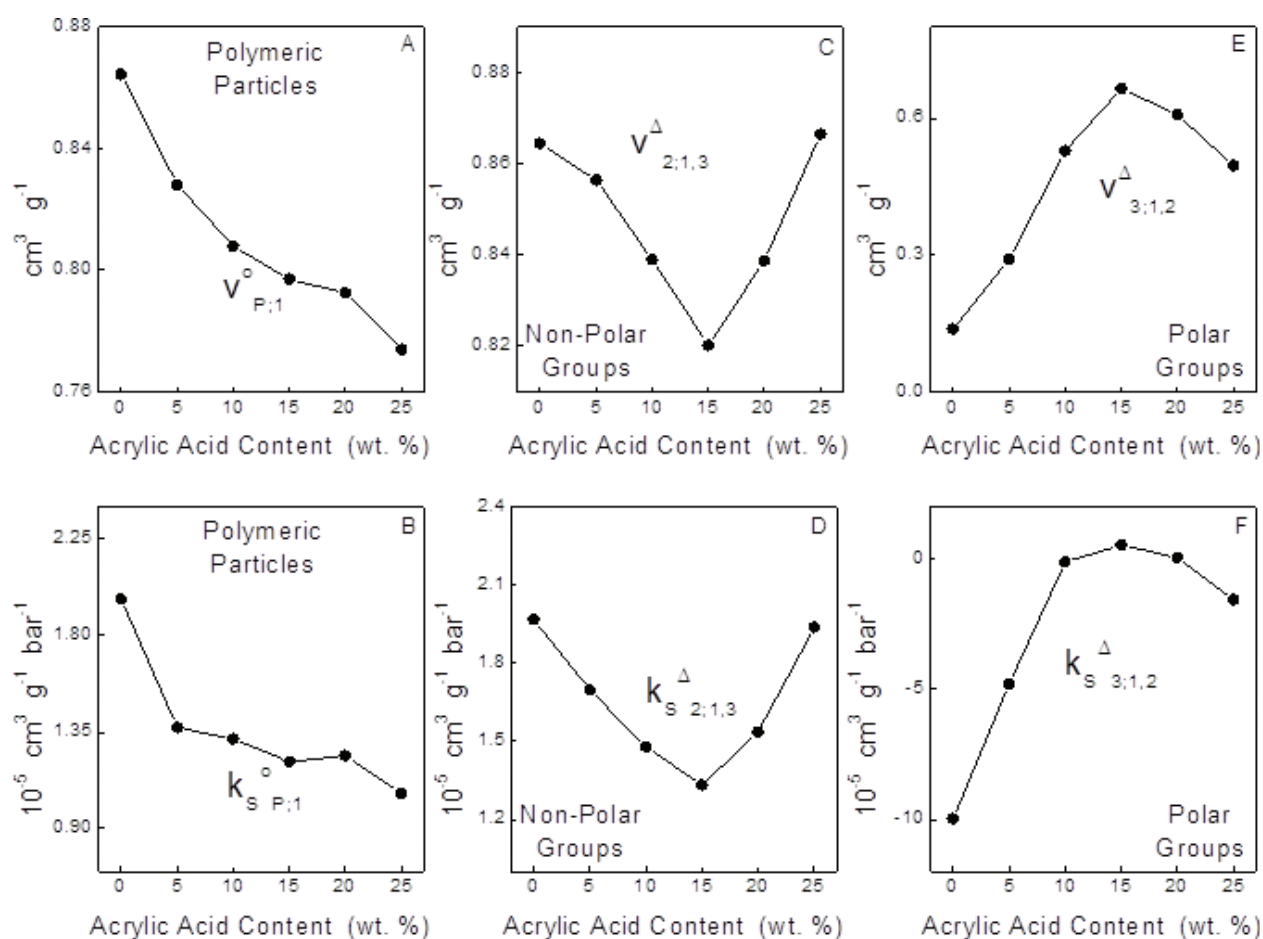 A
Polymeric
Particles
0.88
0.84
0.80
0.76
cm³ g⁻¹
v°P;1
0 5 10 15 20 25
Acrylic Acid Content (wt. %)
C
0.88
0.86
0.84
0.82
cm³ g⁻¹
vΔ2;1,3
Non-Polar
Groups
0 5 10 15 20 25
Acrylic Acid Content (wt. %)
E
0.6
0.3
0.0
cm³ g⁻¹
vΔ3;1,2
Polar
Groups
0 5 10 15 20 25
Acrylic Acid Content (wt. %)
B
Polymeric
Particles
2.25
1.80
1.35
0.90
10⁻⁵ cm³ g⁻¹ bar⁻¹
kS°P;1
0 5 10 15 20 25
Acrylic Acid Content (wt. %)
D
2.4
2.1
1.8
1.5
1.2
10⁻⁵ cm³ g⁻¹ bar⁻¹
kSΔ2;1,3
Non-Polar
Groups
0 5 10 15 20 25
Acrylic Acid Content (wt. %)
F
0
-5
-10
10⁻⁵ cm³ g⁻¹ bar⁻¹
kSΔ3;1,2
Polar
Groups
0 5 10 15 20 25
Acrylic Acid Content (wt. %)